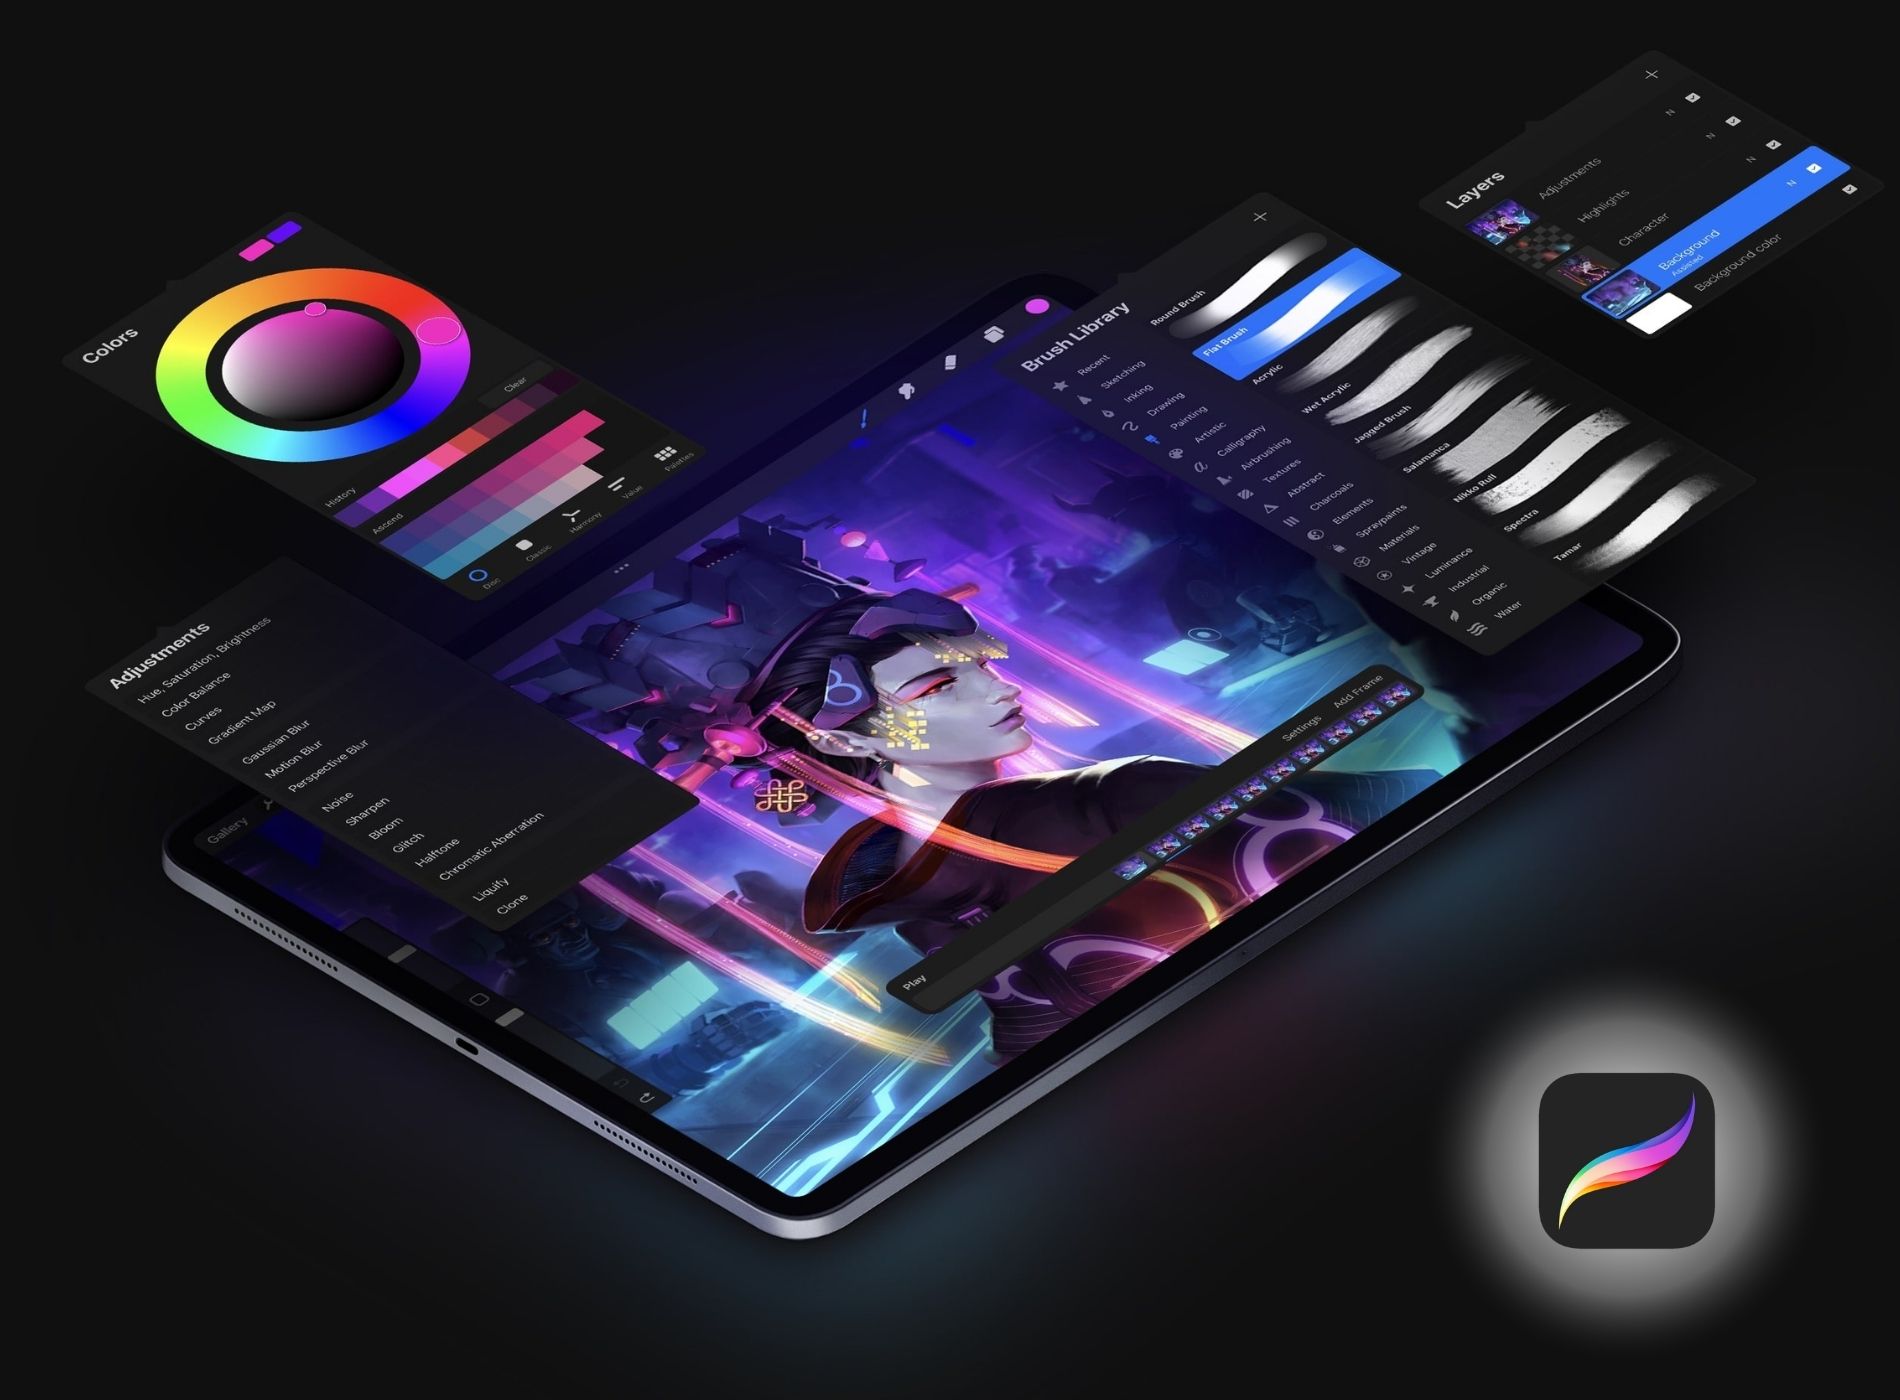 Colors
Clear
History
Ascend
Disc
Classic
Harmony
Value
Palettes
Adjustments
Hue, Saturation, Brightness
Color Balance
Curves
Gradient Map
Gaussian Blur
Motion Blur
Perspective Blur
Noise
Sharpen
Bloom
Glitch
Halftone
Chromatic Aberration
Liquify
Clone
Gallery
Brush Library
Recent
Sketching
Inking
Drawing
Painting
Artistic
Calligraphy
Airbrushing
Textures
Abstract
Charcoals
Elements
Spraypaints
Materials
Vintage
Luminance
Industrial
Organic
Water
Round Brush
Flat Brush
Acrylic
Wet Acrylic
Jagged Brush
Salamanca
Nikko Rull
Spectra
Tamar
Layers
Adjustments
N
Highlights
N
Character
N
Background
Assisted
N
Background color
Play
Settings
Add Frame